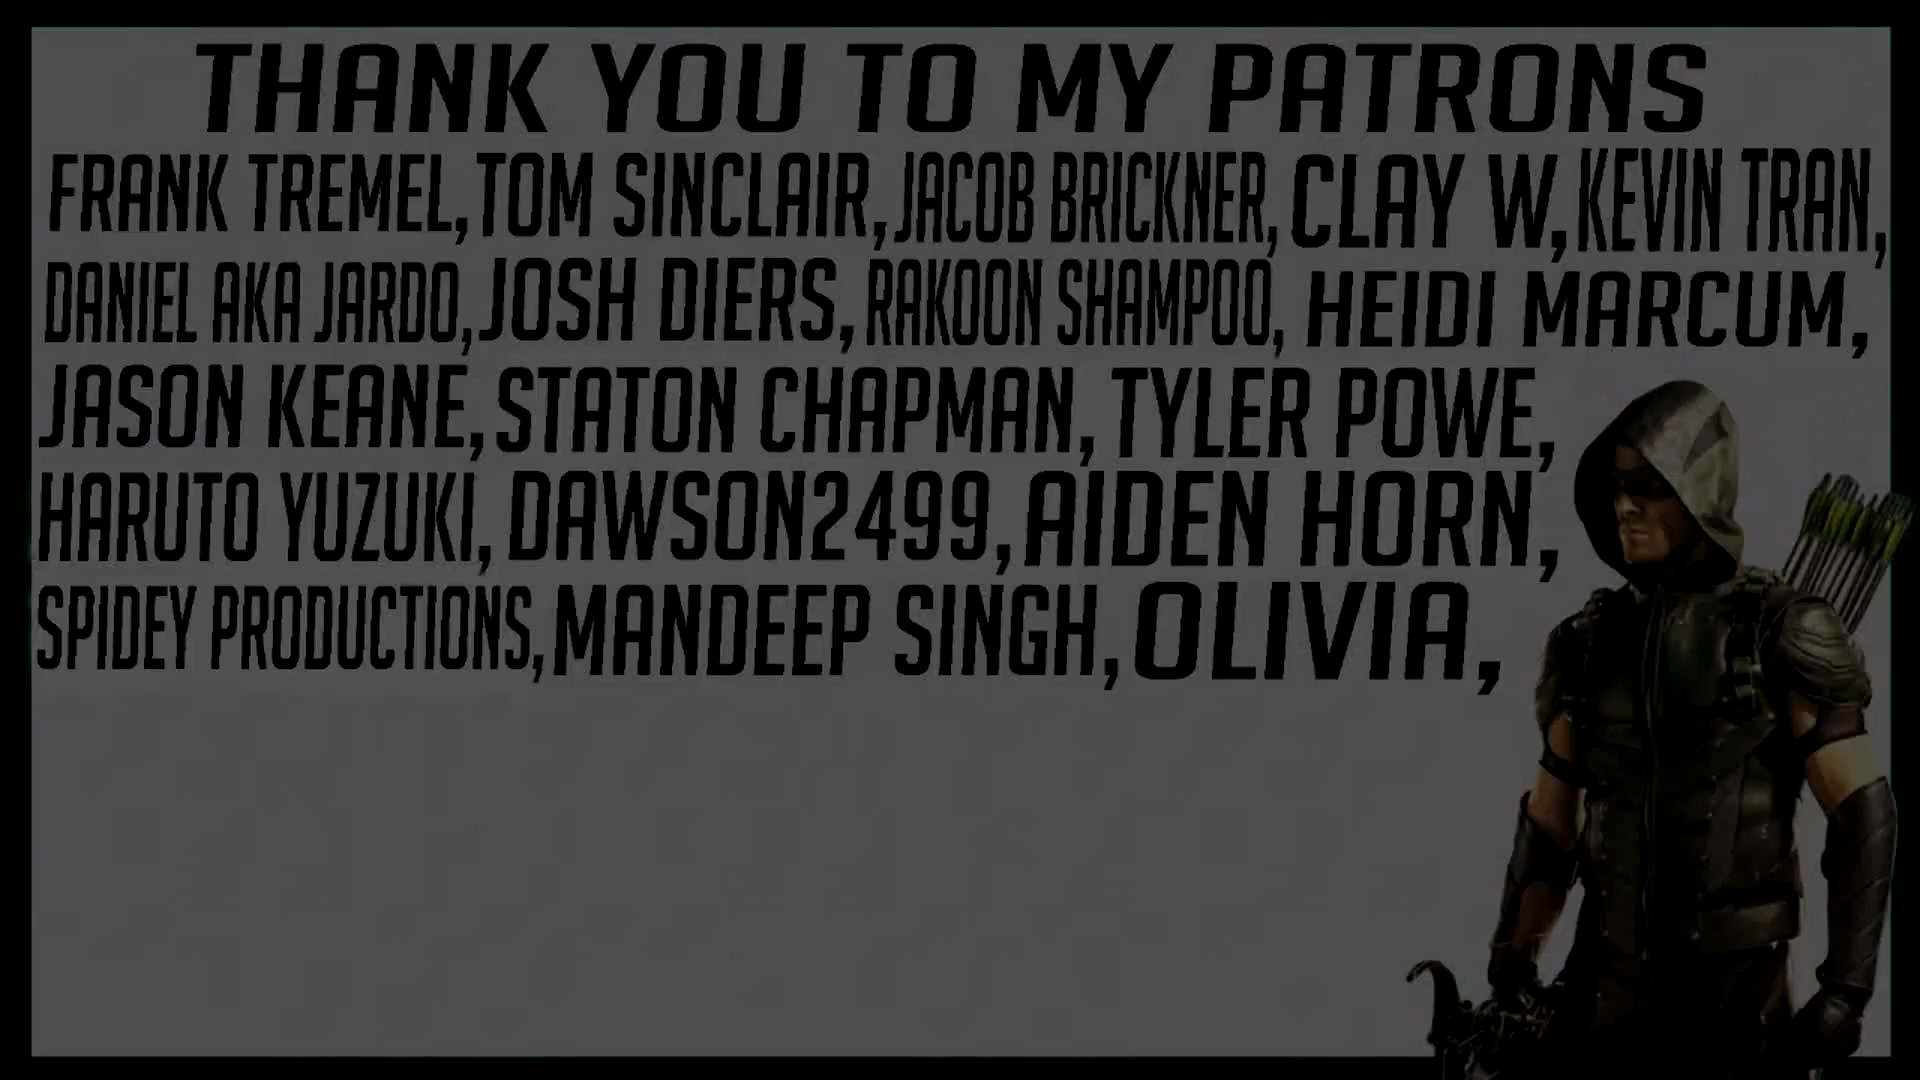 THANK YOU TO MY PATRONS
FRANK TREMEL, TOM SINCLAIR, JACOB BRICKNER, CLAY W, KEVIN TRAN,
DANIEL AKA JARDO, JOSH DIERS, RAKOON SHAMPOO, HEIDI MARCUM,
JASON KEANE, STATON CHAPMAN, TYLER POWE,
HARUTO YUZUKI, DAWSON2499, AIDEN HORN,
SPIDEY PRODUCTIONS, MANDEEP SINGH, OLIVIA,